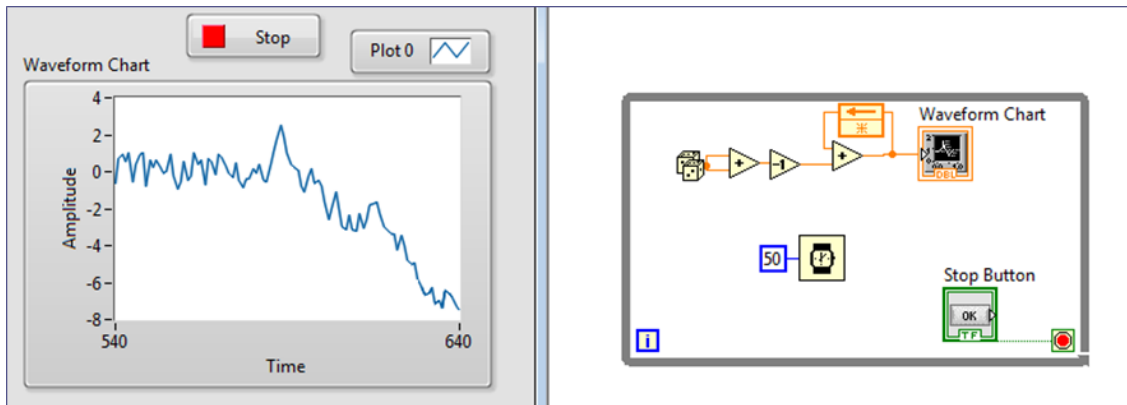 Stop
Plot 0
Waveform Chart
4
2
0
-2
-4
-6
-8
Amplitude
540
640
Time
Waveform Chart
+
-1
+
DBL
50
Stop Button
OK
TF
i